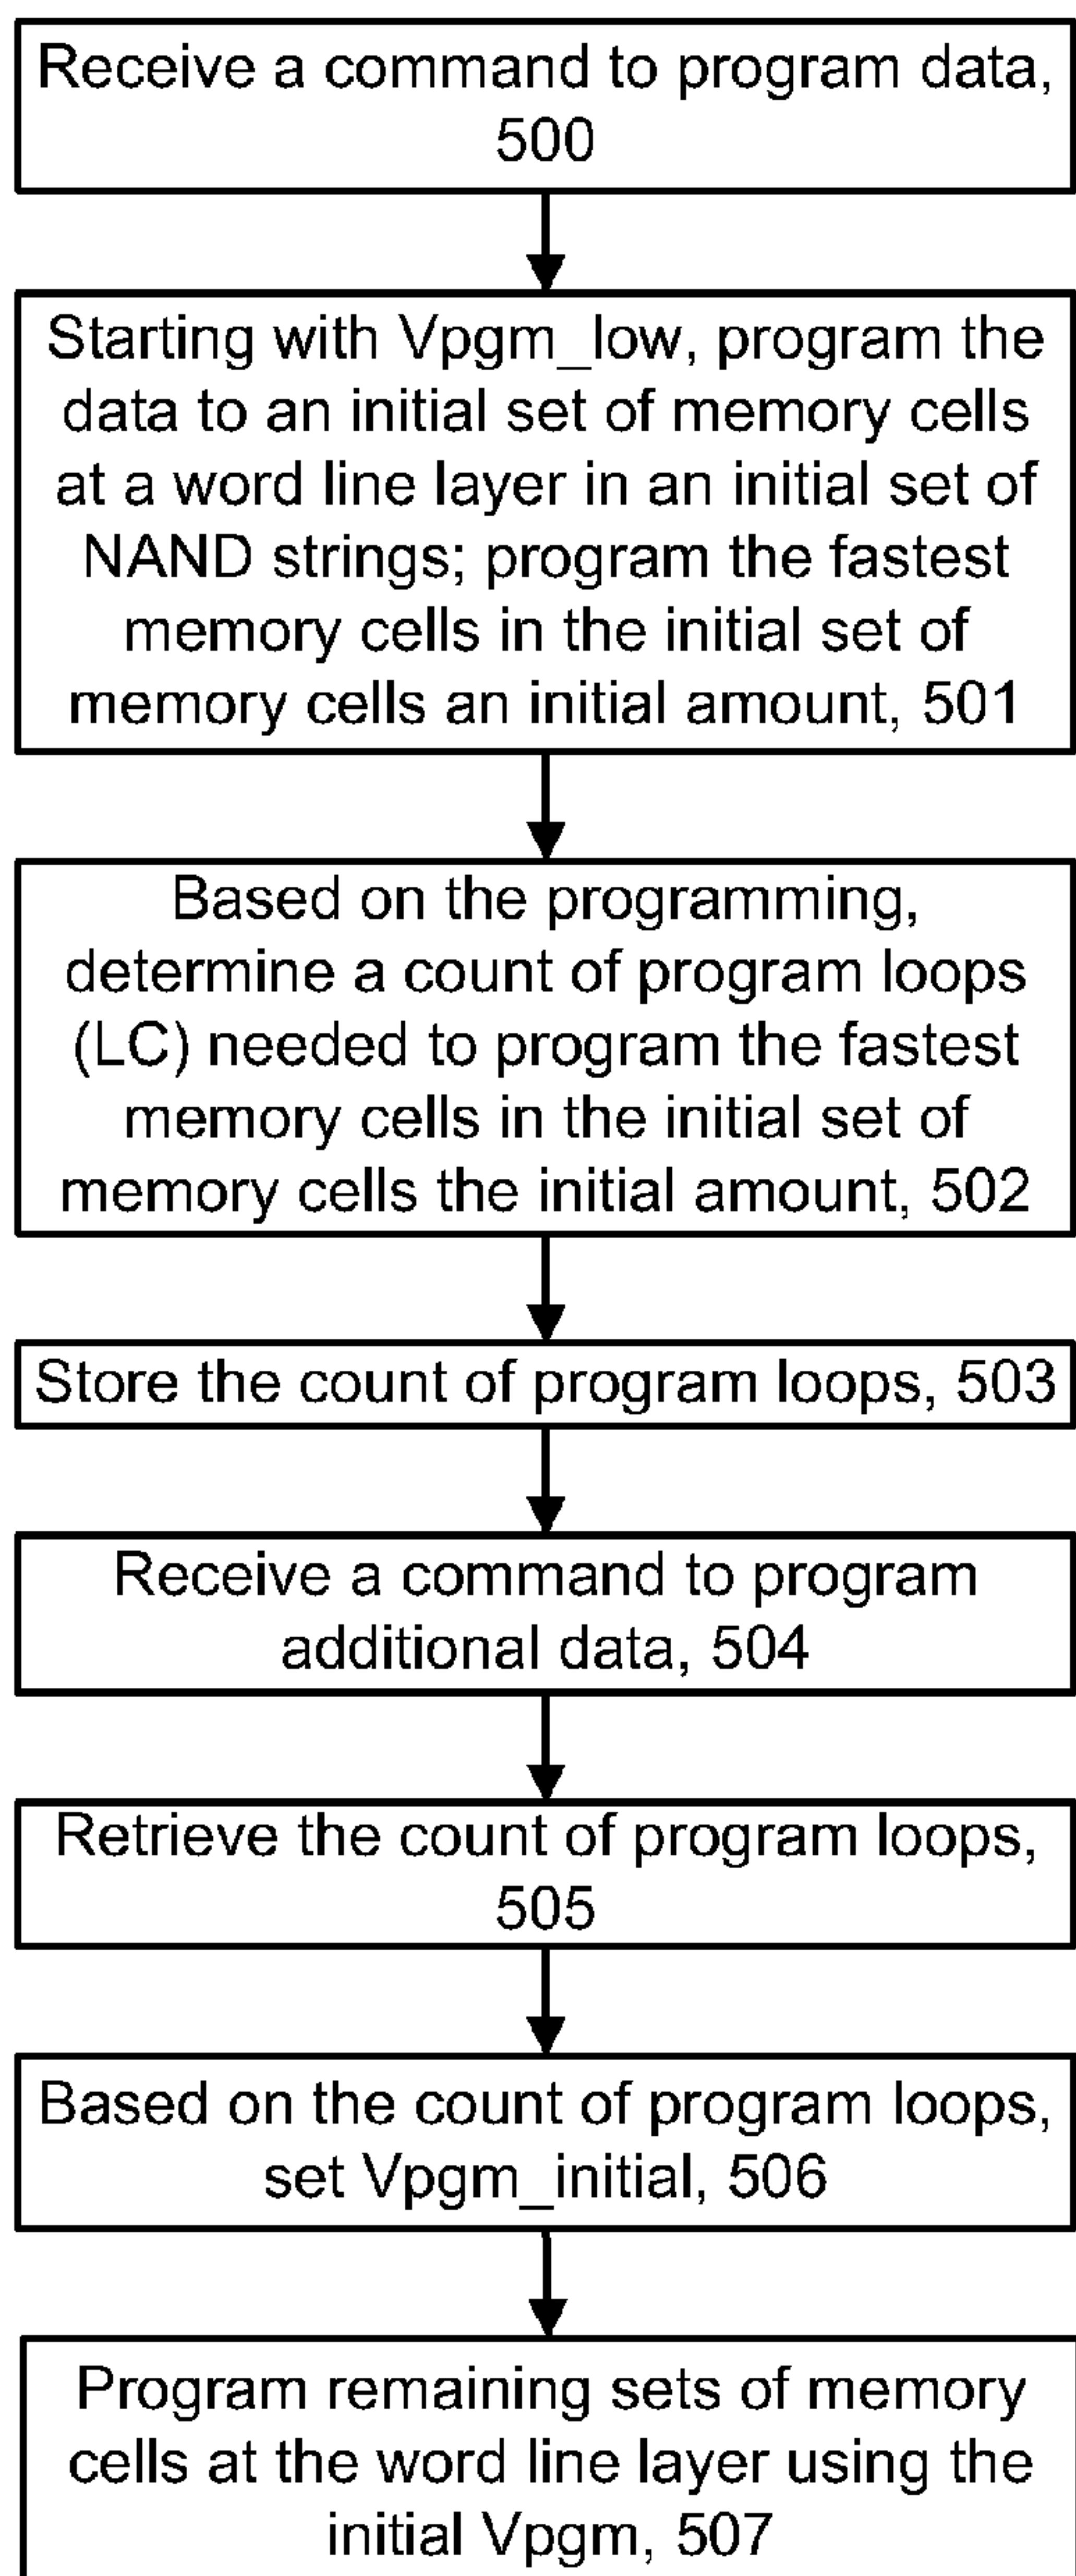 Receive a command to program data,
500
Starting with Vpgm_low, program the
data to an initial set of memory cells
at a word line layer in an initial set of
NAND strings; program the fastest
memory cells in the initial set of
memory cells an initial amount, 501
Based on the programming,
determine a count of program loops
(LC) needed to program the fastest
memory cells in the initial set of
memory cells the initial amount, 502
Store the count of program loops, 503
Receive a command to program
additional data, 504
Retrieve the count of program loops,
505
Based on the count of program loops,
set Vpgm_initial, 506
Program remaining sets of memory
cells at the word line layer using the
initial Vpgm, 507